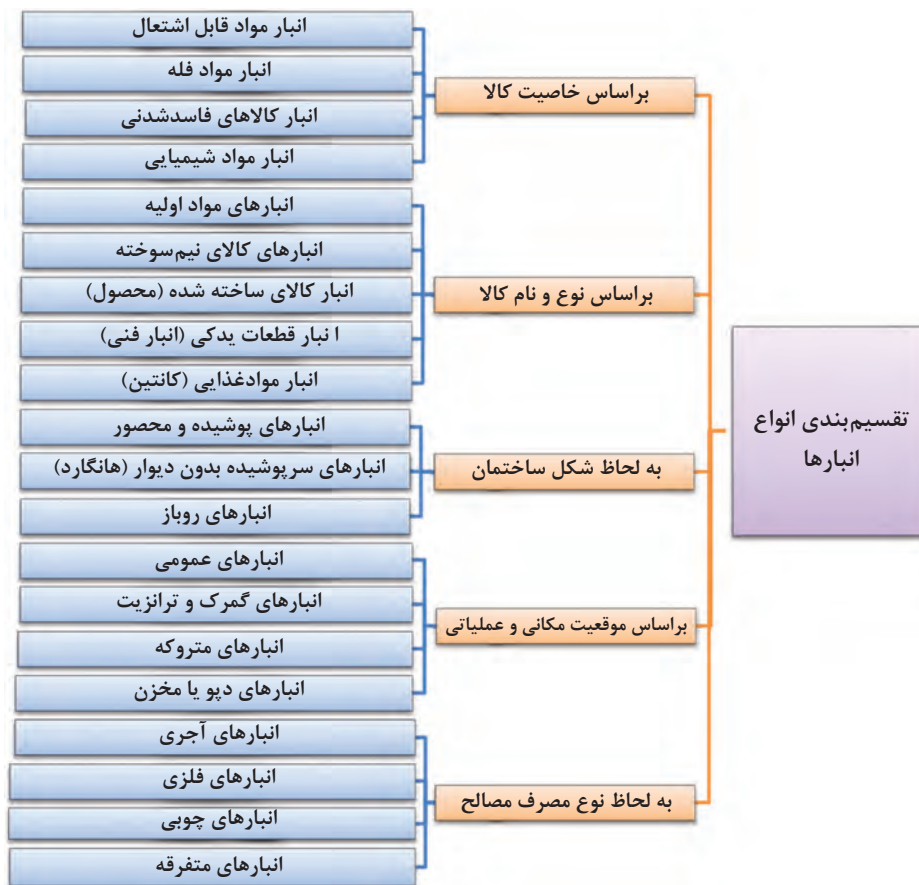 تقسیم‌بندی انواع
انبارها
براساس خاصیت کالا
انبار مواد قابل اشتعال
انبار مواد فله
انبار کالاهای فاسدشدنی
انبار مواد شیمیایی
براساس نوع و نام کالا
انبارهای مواد اولیه
انبارهای کالای نیم‌سوخته
انبار کالای ساخته شده (محصول)
ا نبار قطعات یدکی (انبار فنی)
انبار موادغذایی (کانتین)
به لحاظ شکل ساختمان
انبارهای پوشیده و محصور
انبارهای سرپوشیده بدون دیوار (هانگارد)
انبارهای روباز
براساس موقعیت مکانی و عملیاتی
انبارهای عمومی
انبارهای گمرک و ترانزیت
انبارهای متروکه
انبارهای دپو یا مخزن
به لحاظ نوع مصرف مصالح
انبارهای آجری
انبارهای فلزی
انبارهای چوبی
انبارهای متفرقه